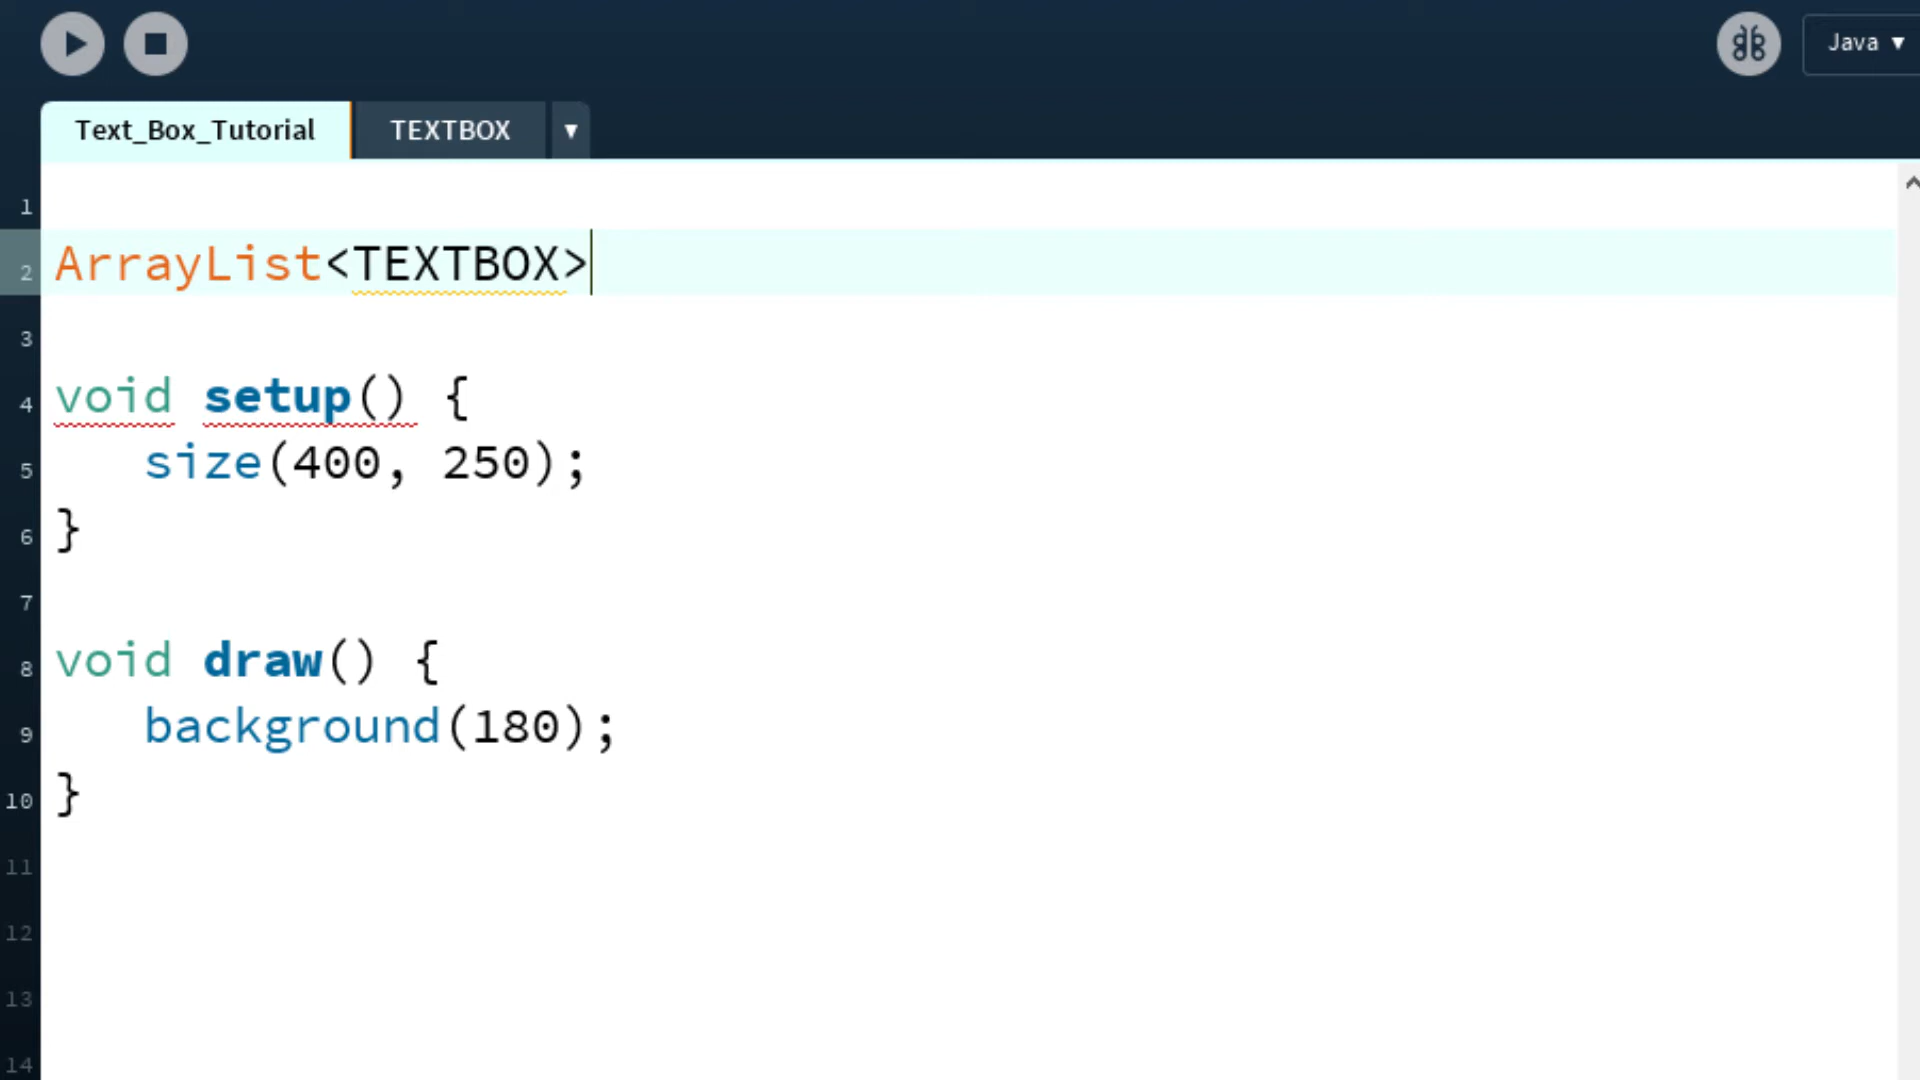 Java ▼
Text_Box_Tutorial TEXTBOX ▼
1
2 ArrayList<TEXTBOX>
3
4 void setup() {
5 size(400, 250);
6 }
7
8 void draw() {
9 background(180);
10 }
11
12
13
14